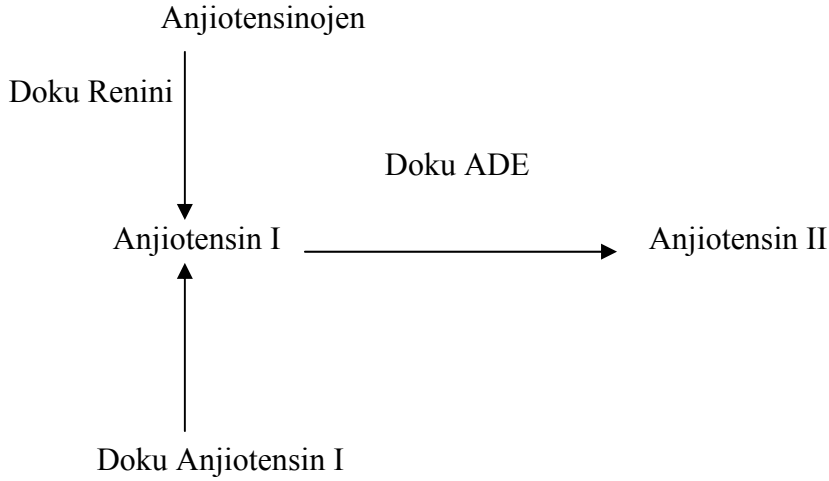 Anjiotensinojen
Doku Renini
Doku ADE
Anjiotensin I
Anjiotensin II
Doku Anjiotensin I